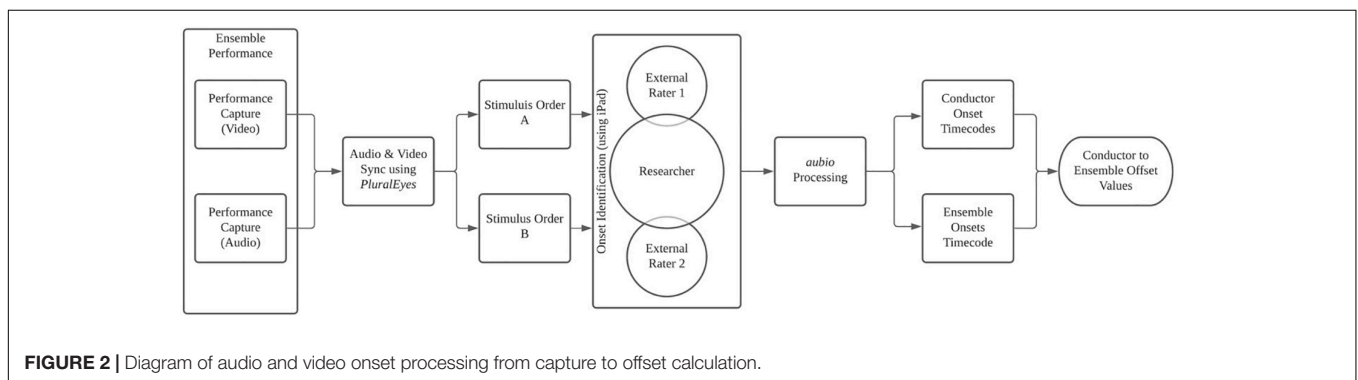 Ensemble
Performance
Performance
Capture
(Video)
Performance
Capture
(Audio)
Audio & Video
Sync using
PluralEyes
Stimuluis Order
A
Stimulus Order
B
Onset Identification (using iPad)
External
Rater 1
Researcher
External
Rater 2
aubio
Processing
Conductor
Onset
Timecodes
Ensemble
Onsets
Timecode
Conductor to
Ensemble Offset
Values
FIGURE 2 | Diagram of audio and video onset processing from capture to offset calculation.